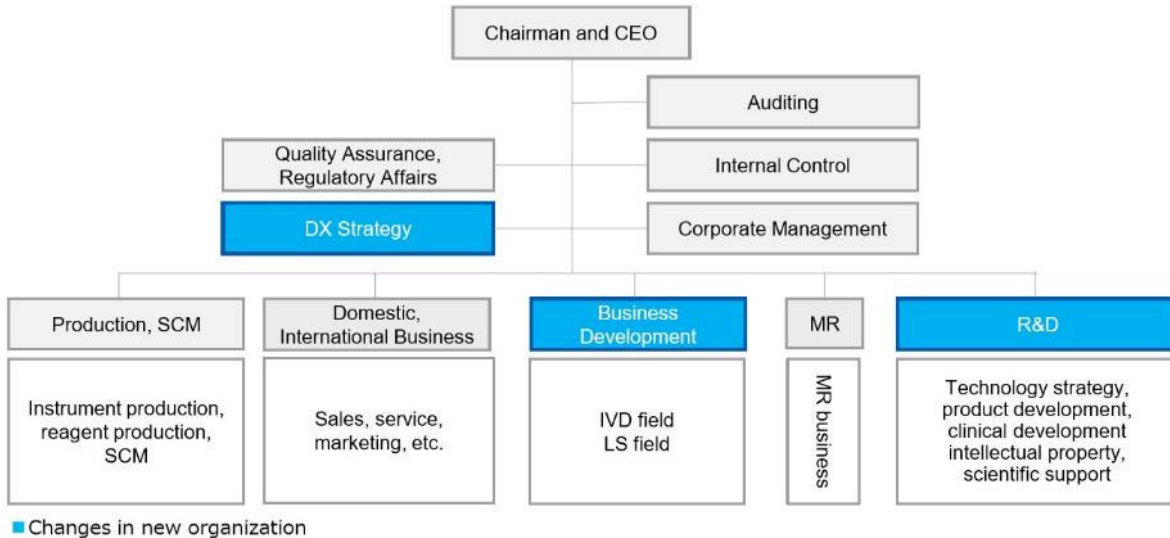 Chairman and CEO
Auditing
Quality Assurance,
Regulatory Affairs
Internal Control
DX Strategy
Corporate Management
Production, SCM
Domestic,
International Business
Business
Development
MR
R&D
Instrument production,
reagent production,
SCM
Sales, service,
marketing, etc.
IVD field
LS field
MR business
Technology strategy,
product development,
clinical development
intellectual property,
scientific support
Changes in new organization